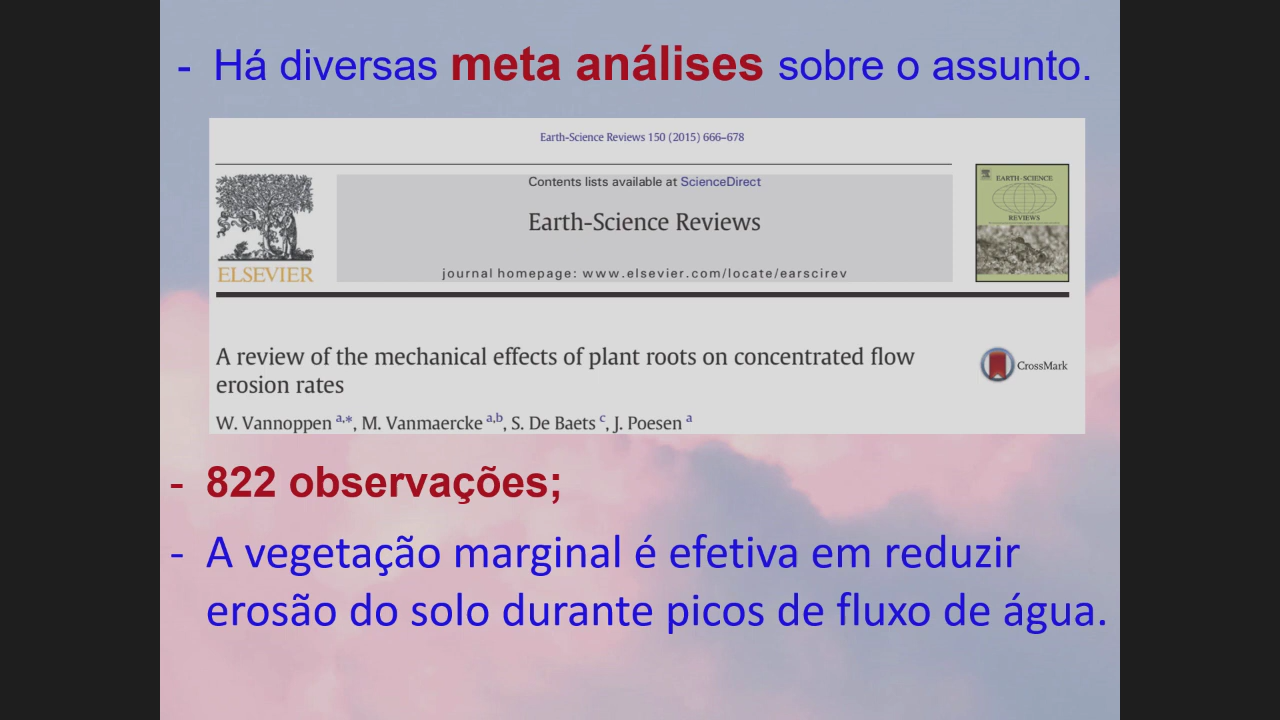 - Há diversas meta análises sobre o assunto.
Earth-Science Reviews 150 (2015) 666–678
Contents lists available at ScienceDirect
Earth-Science Reviews
journal homepage: www.elsevier.com/locate/earscirev
ELSEVIER
EARTH-SCIENCE
REVIEWS
A review of the mechanical effects of plant roots on concentrated flow
erosion rates
CrossMark
W. Vannoppen a,*, M. Vanmaercke a,b, S. De Baets c, J. Poesen a
- 822 observações;
- A vegetação marginal é efetiva em reduzir
erosão do solo durante picos de fluxo de água.